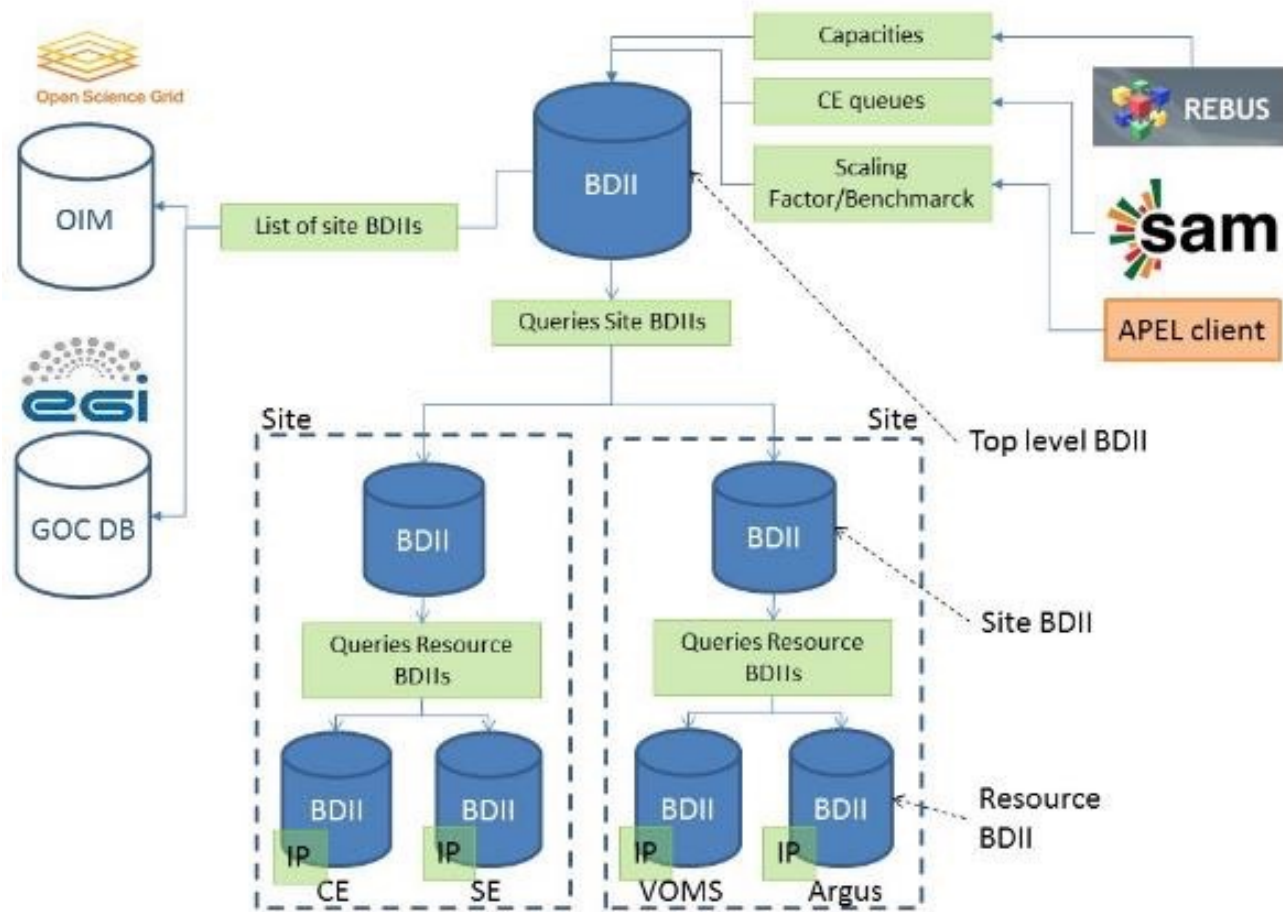 Open Science Grid
OIM
List of site BDIIs
egi
GOC DB
BDII
Capacities
CE queues
Scaling
Factor/Benchmarck
REBUS
sam
APEL client
Queries Site BDIIs
Top level BDII
Site
BDII
Queries Resource
BDIIs
BDII
IP
CE
BDII
IP
SE
Site
BDII
Queries Resource
BDIIs
BDII
IP
VOMS
BDII
IP
Argus
Site BDII
Resource
BDII